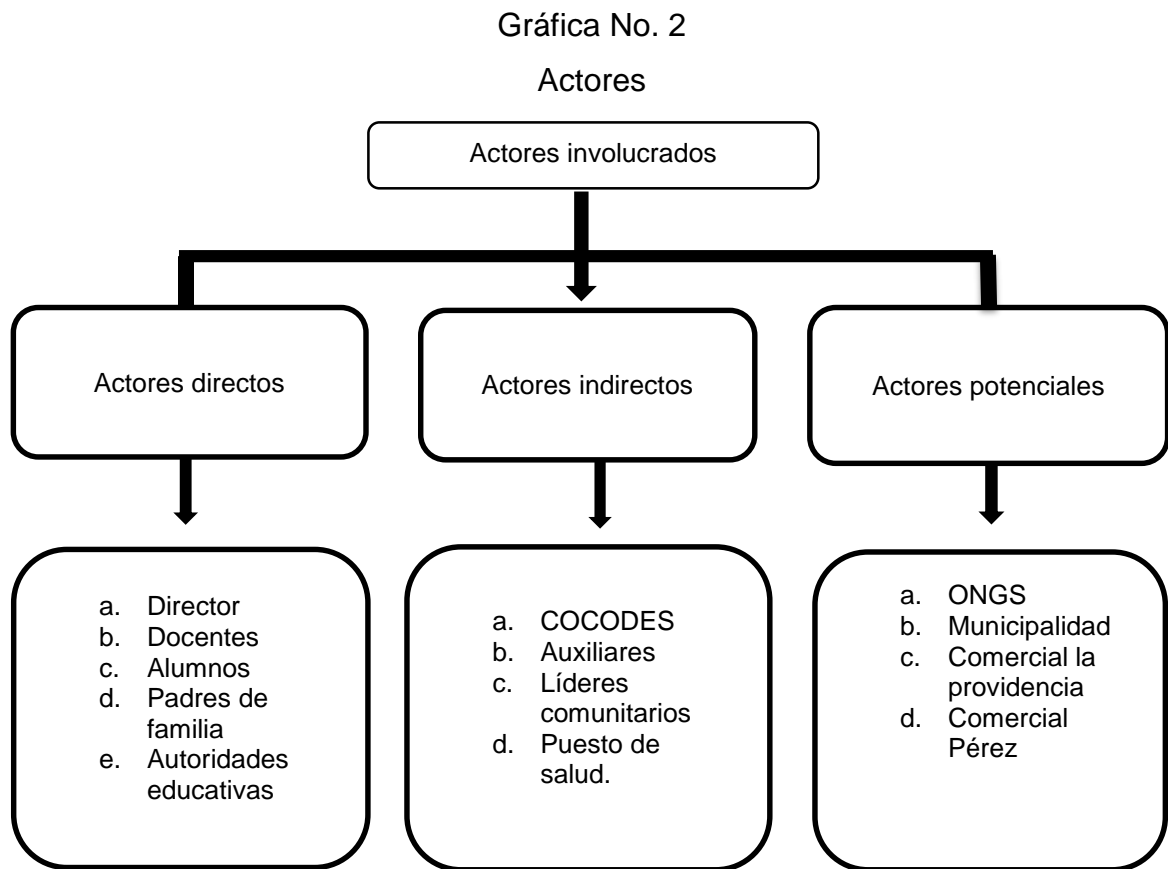 Gráfica No. 2
Actores
Actores involucrados
Actores directos
Actores indirectos
Actores potenciales
a. Director
b. Docentes
c. Alumnos
d. Padres de
familia
e. Autoridades
educativas
a. COCODES
b. Auxiliares
c. Líderes
comunitarios
d. Puesto de
salud.
a. ONGS
b. Municipalidad
c. Comercial la
providencia
d. Comercial
Pérez